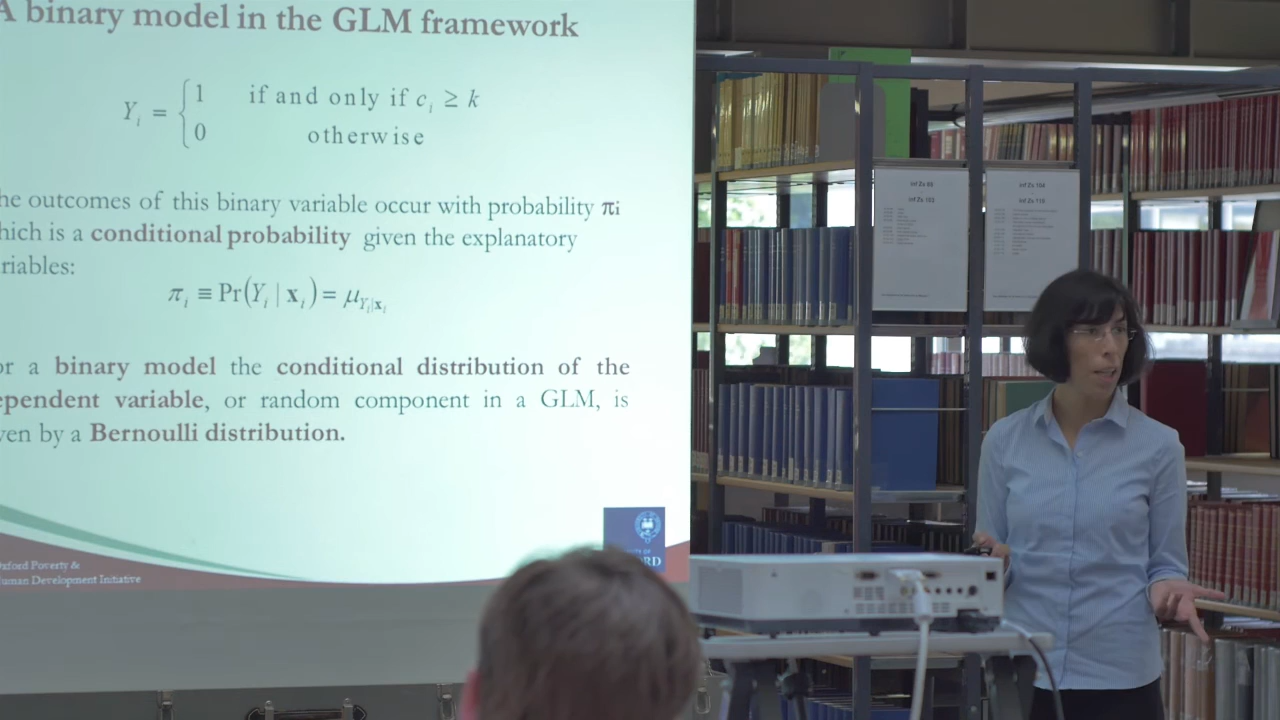 A binary model in the GLM framework
Y_i = { 1 if and only if c_i ≥ k
0 otherwise
he outcomes of this binary variable occur with probability πi
hich is a conditional probability given the explanatory
riables:
π_i ≡ Pr(Y_i | x_i) = μ_{Y_i|x_i}
or a binary model the conditional distribution of the
ependent variable, or random component in a GLM, is
ven by a Bernoulli distribution.
xford Poverty &
uman Development Initiative
RD